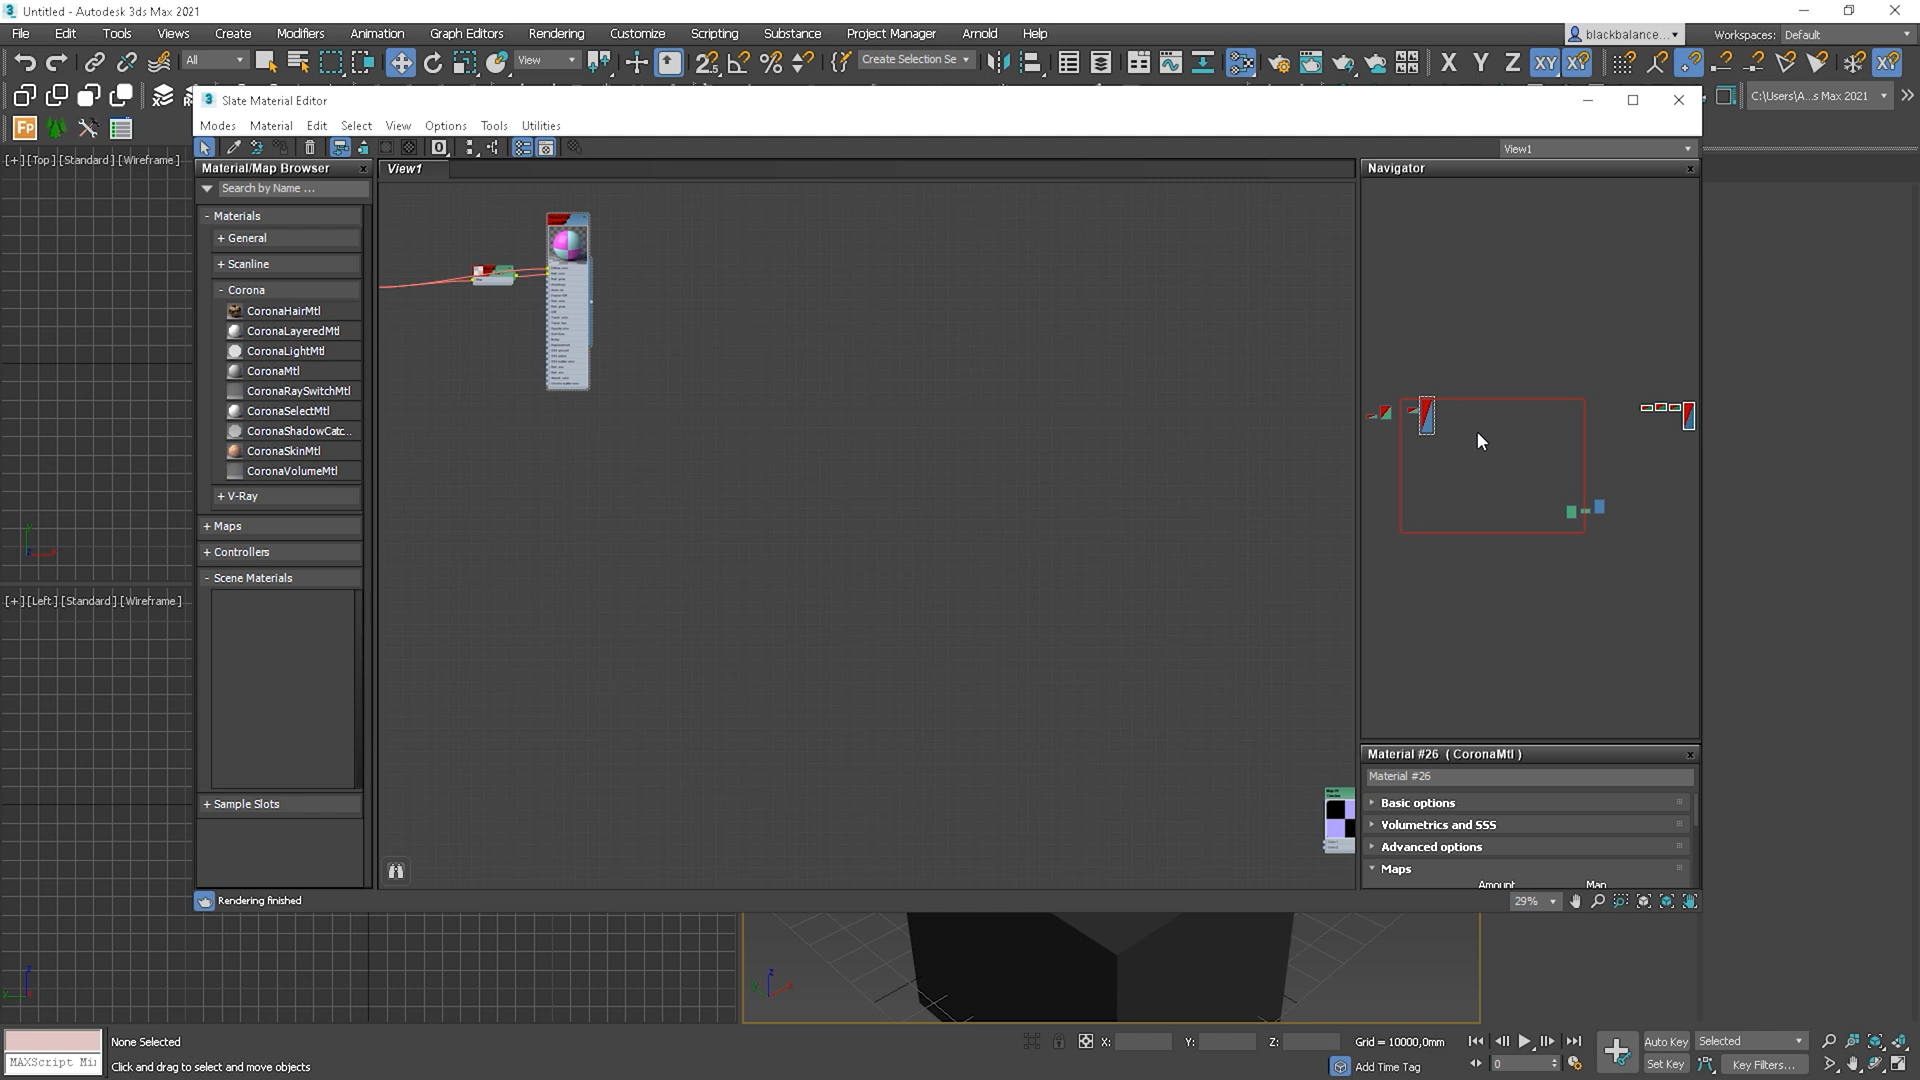 Untitled - Autodesk 3ds Max 2021
File Edit Tools Views Create Modifiers Animation Graph Editors Rendering Customize Scripting Substance Project Manager Arnold Help
blackbalance... Workspaces: Default
All View Create Selection Se X Y Z XY XY XY
C:\Users\A...s Max 2021
Fp
3 Slate Material Editor
Modes Material Edit Select View Options Tools Utilities
View1
[+] [Top] [Standard] [Wireframe]
Material/Map Browser
View1
Navigator
Search by Name ...
- Materials
+ General
+ Scanline
- Corona
CoronaHairMtl
CoronaLayeredMtl
CoronaLightMtl
CoronaMtl
CoronaRaySwitchMtl
CoronaSelectMtl
CoronaShadowCatc...
CoronaSkinMtl
CoronaVolumeMtl
+ V-Ray
+ Maps
+ Controllers
- Scene Materials
+ Sample Slots
[+] [Left] [Standard] [Wireframe]
Material #26 ( CoronaMtl )
Material #26
Basic options
Volumetrics and SSS
Advanced options
Maps
Amount Map
Rendering finished
29%
None Selected
X: Y: Z: Grid = 10000,0mm
Auto Key Selected
MAXScript Mi
Click and drag to select and move objects
Add Time Tag
0
Set Key Key Filters...